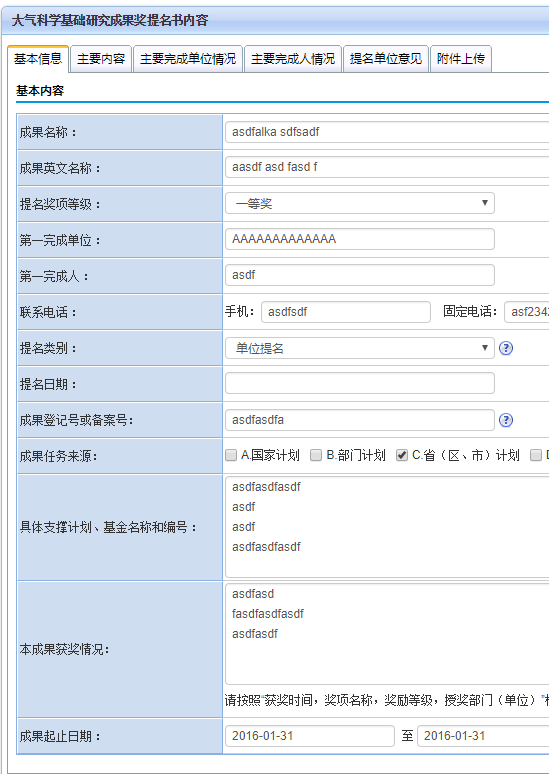 大气科学基础研究成果奖提名书内容
基本信息 主要内容 主要完成单位情况 主要完成人情况 提名单位意见 附件上传
基本内容
成果名称： asdfalka sdfsadf
成果英文名称： aasdf asd fasd f
提名奖项等级： 一等奖
第一完成单位： AAAAAAAAAAAAA
第一完成人： asdf
联系电话： 手机： asdfsdf 固定电话： asf234
提名类别： 单位提名 ?
提名日期：
成果登记号或备案号： asdfasdfa ?
成果任务来源： A.国家计划 B.部门计划 C.省（区、市）计划
具体支撑计划、基金名称和编号： asdfasdfasdf
asdf
asdf
asdfasdfasdf
本成果获奖情况： asdfasd
fasdfasdfasdf
asdfasdf
请按照“获奖时间，奖项名称，奖励等级，授奖部门（单位）”
成果起止日期： 2016-01-31 至 2016-01-31